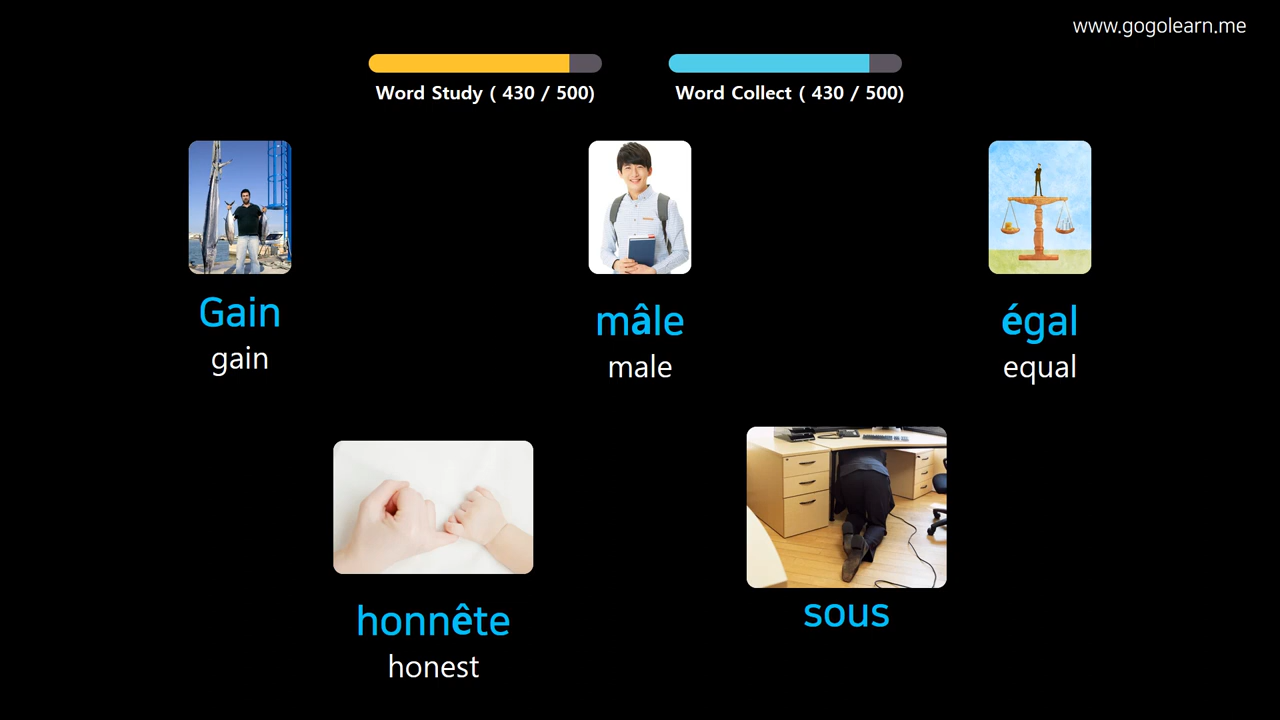 www.gogolearn.me
Word Study ( 430 / 500)
Word Collect ( 430 / 500)
Gain
gain
mâle
male
égal
equal
honnête
honest
sous